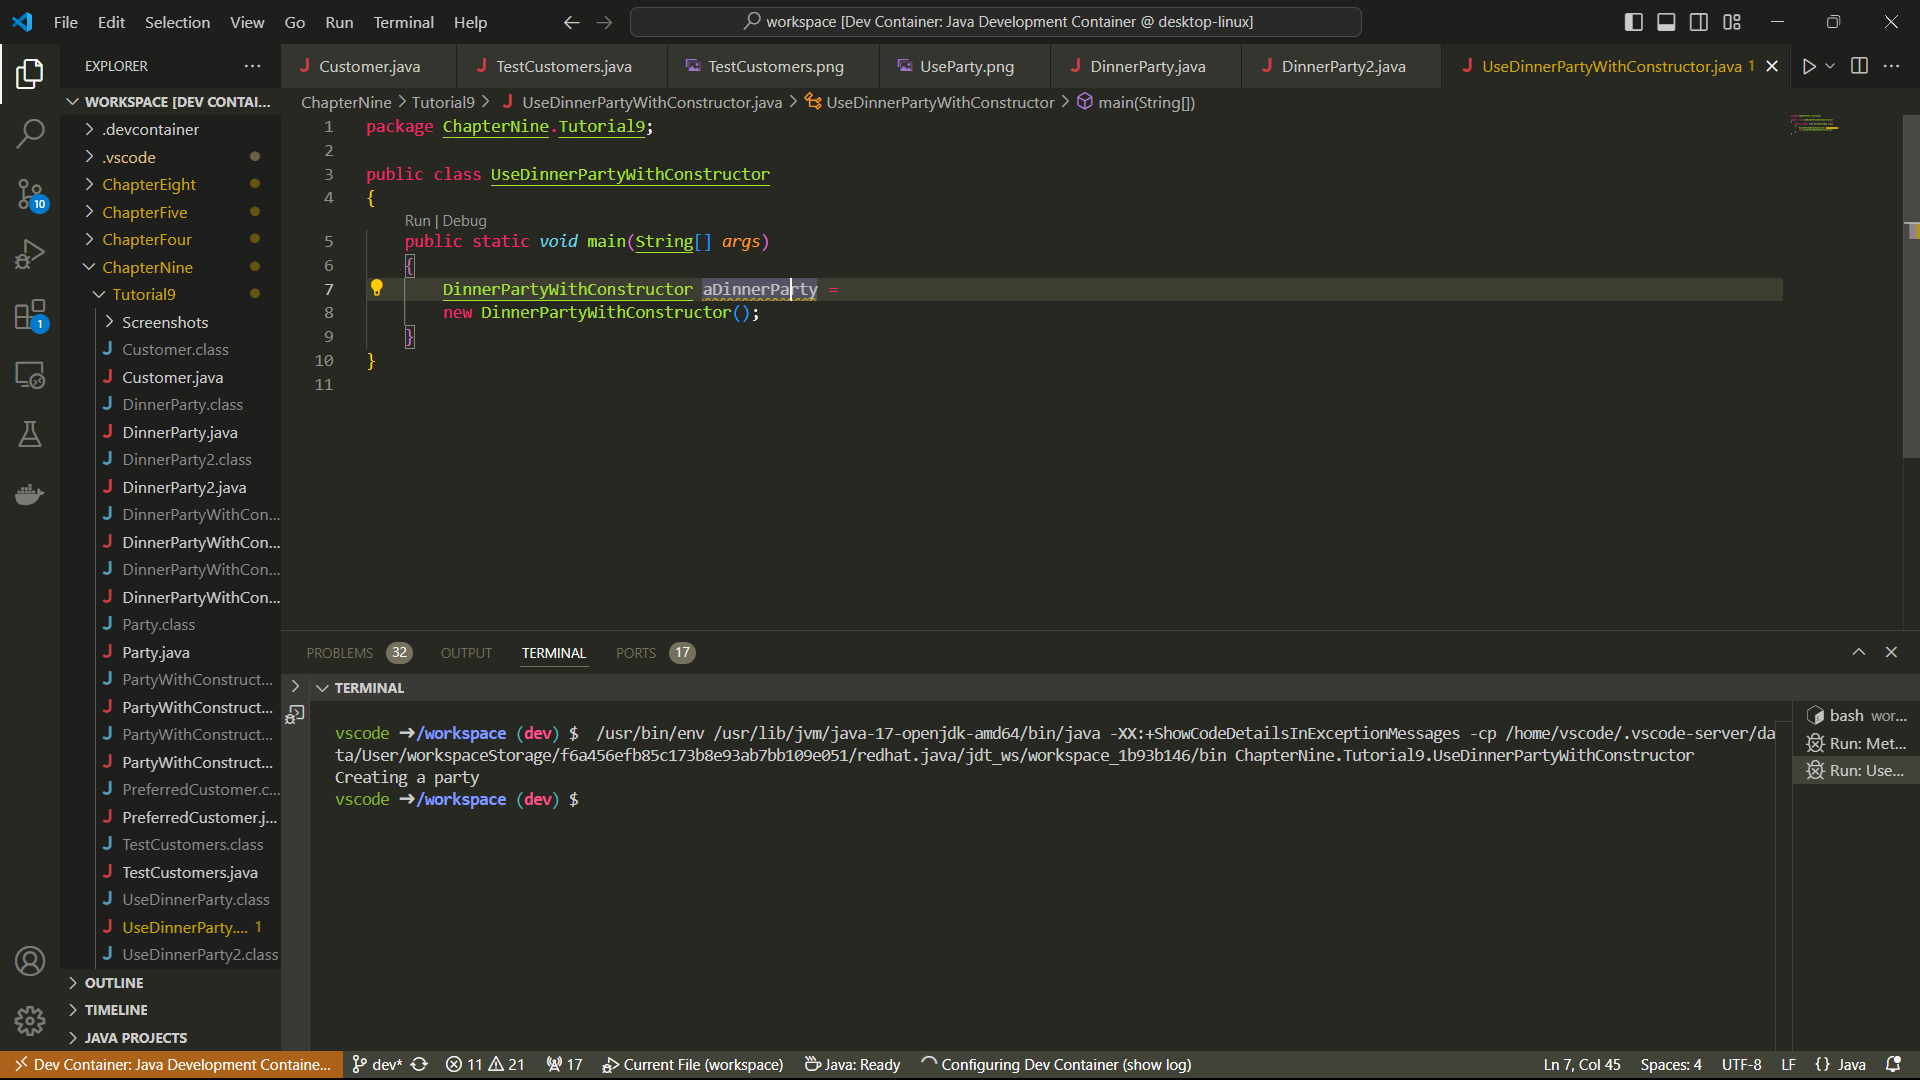 File Edit Selection View Go Run Terminal Help
workspace [Dev Container: Java Development Container @ desktop-linux]
EXPLORER
Customer.java
TestCustomers.java
TestCustomers.png
UseParty.png
DinnerParty.java
DinnerParty2.java
UseDinnerPartyWithConstructor.java 1
WORKSPACE [DEV CONTAI...
.devcontainer
.vscode
ChapterEight
ChapterFive
ChapterFour
ChapterNine
Tutorial9
Screenshots
Customer.class
Customer.java
DinnerParty.class
DinnerParty.java
DinnerParty2.class
DinnerParty2.java
DinnerPartyWithCon...
DinnerPartyWithCon...
DinnerPartyWithCon...
DinnerPartyWithCon...
Party.class
Party.java
PartyWithConstruct...
PartyWithConstruct...
PartyWithConstruct...
PartyWithConstruct...
PreferredCustomer.c...
PreferredCustomer.j...
TestCustomers.class
TestCustomers.java
UseDinnerParty.class
UseDinnerParty.... 1
UseDinnerParty2.class
OUTLINE
TIMELINE
JAVA PROJECTS
10
1
ChapterNine > Tutorial9 > UseDinnerPartyWithConstructor.java > UseDinnerPartyWithConstructor > main(String[])
1 package ChapterNine.Tutorial9;
2
3 public class UseDinnerPartyWithConstructor
4 {
Run | Debug
5 public static void main(String[] args)
6 {
7 DinnerPartyWithConstructor aDinnerParty =
8 new DinnerPartyWithConstructor();
9 }
10 }
11
PROBLEMS 32 OUTPUT TERMINAL PORTS 17
TERMINAL
vscode ➜/workspace (dev) $ /usr/bin/env /usr/lib/jvm/java-17-openjdk-amd64/bin/java -XX:+ShowCodeDetailsInExceptionMessages -cp /home/vscode/.vscode-server/da
ta/User/workspaceStorage/f6a456efb85c173b8e93ab7bb109e051/redhat.java/jdt_ws/workspace_1b93b146/bin ChapterNine.Tutorial9.UseDinnerPartyWithConstructor
Creating a party
vscode ➜/workspace (dev) $
bash wor...
Run: Met...
Run: Use...
Dev Container: Java Development Containe... dev* 11 21 17 Current File (workspace) Java: Ready Configuring Dev Container (show log) Ln 7, Col 45 Spaces: 4 UTF-8 LF {} Java